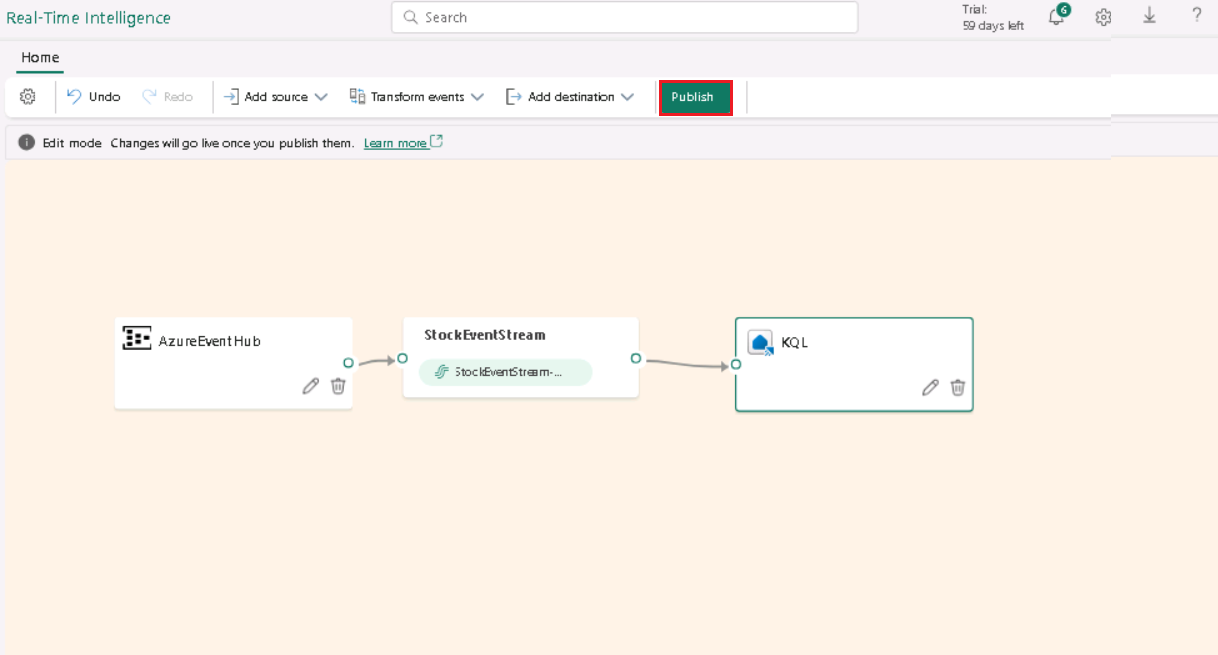 Real-Time Intelligence
Search
Trial:
59 days left
6
?
Home
Undo Redo Add source Transform events Add destination Publish
Edit mode Changes will go live once you publish them. Learn more
AzureEventHub
StockEventStream
StockEventStream-...
KQL